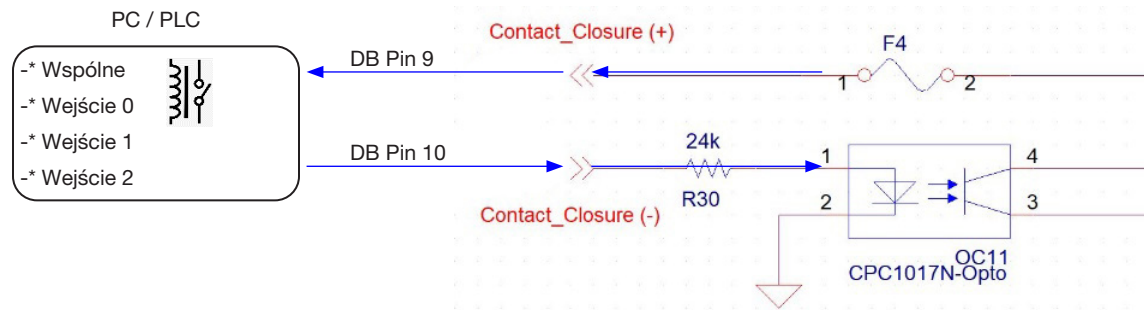 PC / PLC
-* Wspólne
-* Wejście 0
-* Wejście 1
-* Wejście 2
DB Pin 9
DB Pin 10
Contact_Closure (+)
F4
1
2
24k
R30
Contact_Closure (-)
1
4
2
3
OC11
CPC1017N-Opto